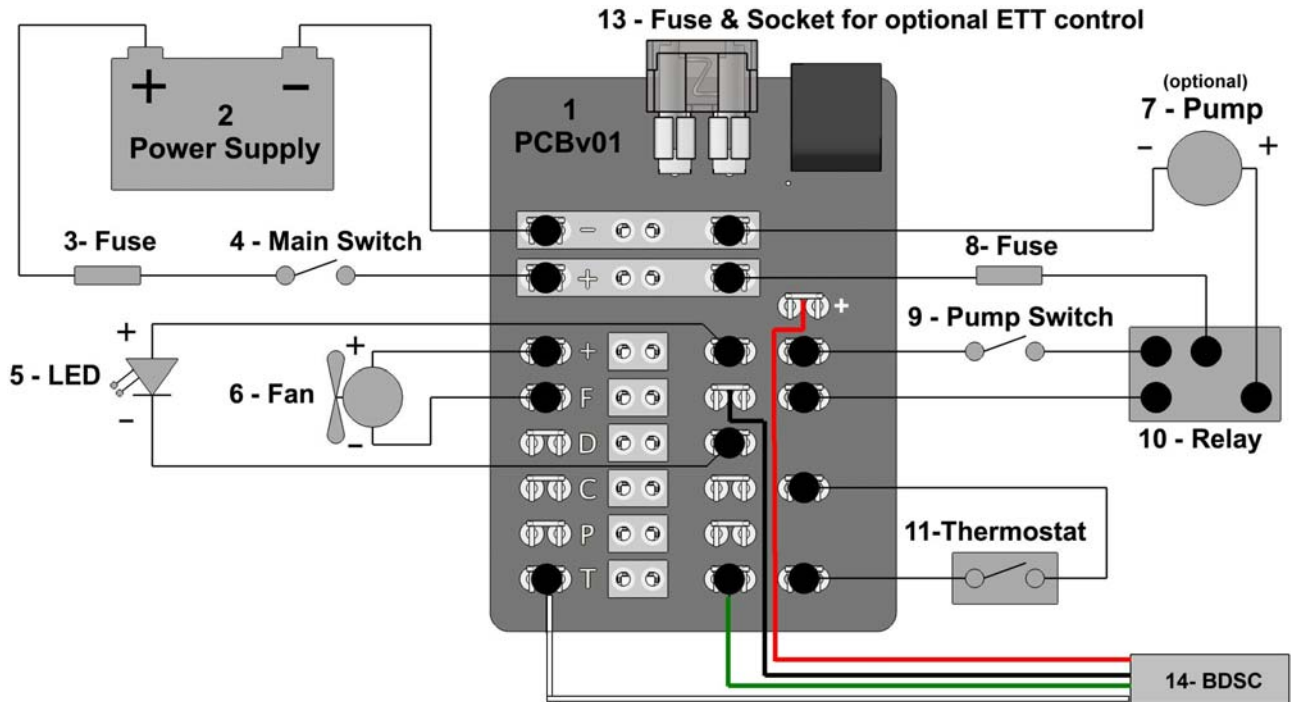 13 - Fuse & Socket for optional ETT control
+ -
2
Power Supply
1
PCBv01
(optional)
7 - Pump
- +
3- Fuse
4 - Main Switch
-
+
8- Fuse
+
9 - Pump Switch
+
5 - LED
-
+
6 - Fan
-
+
F
D
C
P
T
10 - Relay
11-Thermostat
14- BDSC